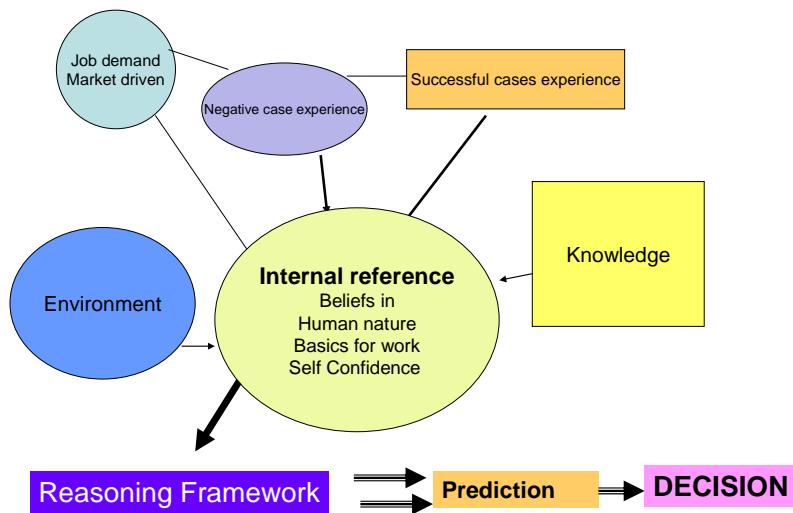 Job demand
Market driven
Negative case experience
Successful cases experience
Environment
Internal reference
Beliefs in
Human nature
Basics for work
Self Confidence
Knowledge
Reasoning Framework
Prediction
DECISION